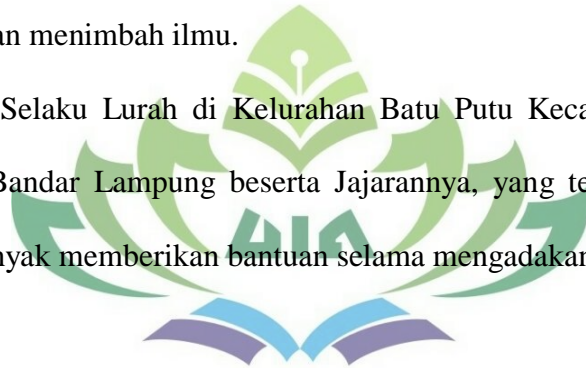 an menimbah ilmu.
Selaku Lurah di Kelurahan Batu Putu Keca
Bandar Lampung beserta Jajarannya, yang te
nyak memberikan bantuan selama mengadakan
UIN